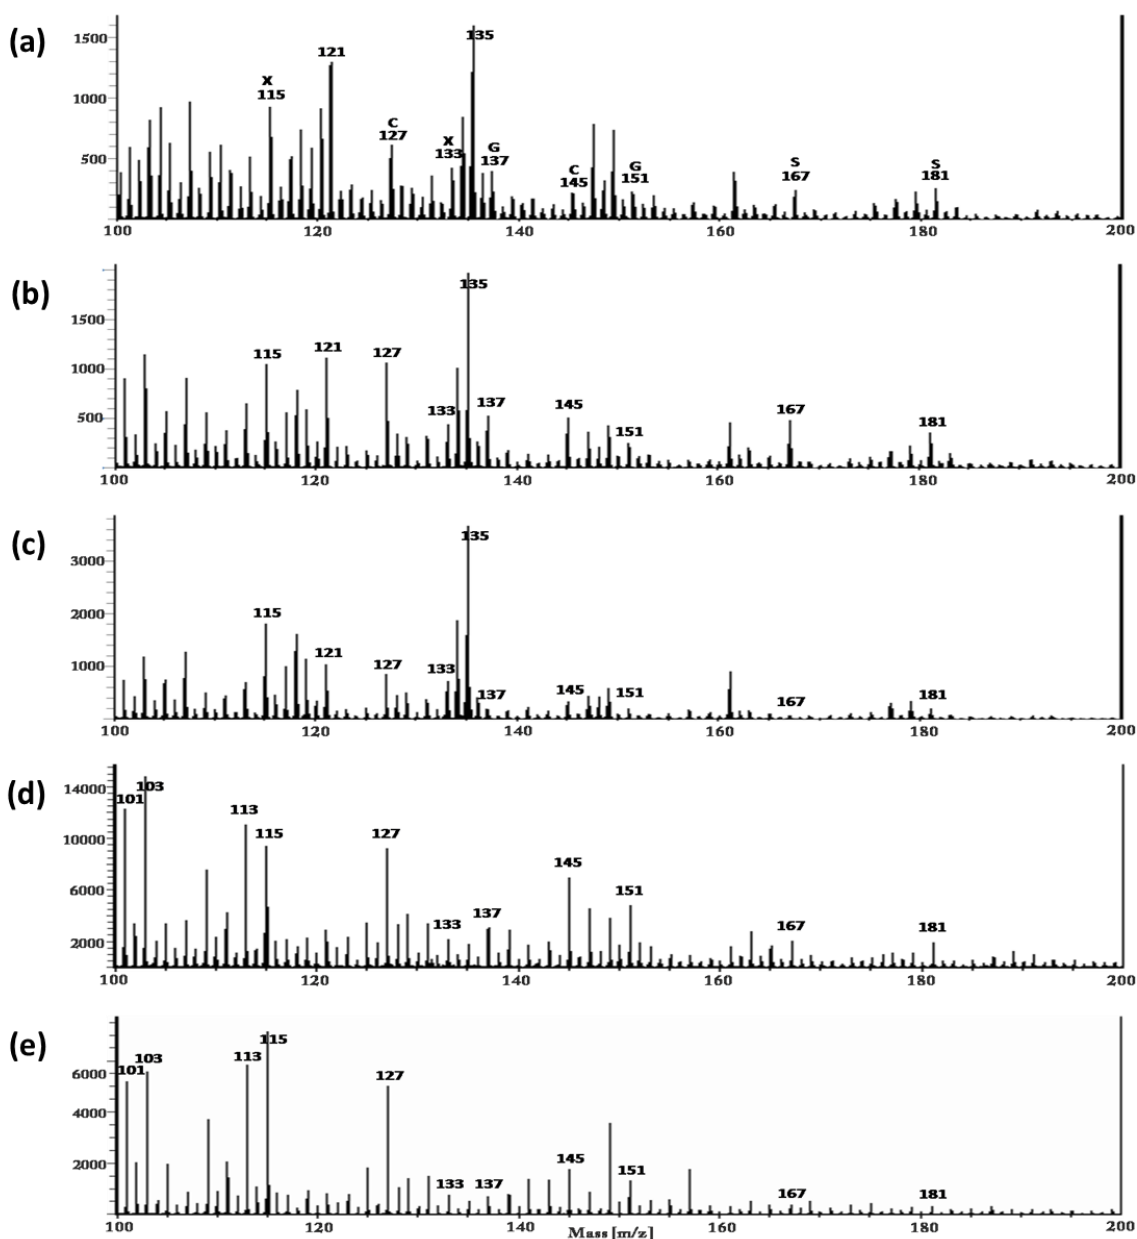 (a)
1500
1000
500
135
121
X
115
C
127
X
133
G
137
C
145
G
151
S
167
S
181
100 120 140 160 180 200
(b)
1500
1000
500
135
115 121 127
133 137 145 151 167 181
100 120 140 160 180 200
(c)
3000
2000
1000
135
115 121 127 133 137 145 151 167 181
100 120 140 160 180 200
(d)
14000
10000
6000
2000
101 103 113 115 127 133 137 145 151 167 181
100 120 140 160 180 200
(e)
6000
4000
2000
101 103 113 115 127 133 137 145 151 167 181
100 120 140 160 180 200
Mass [m/z]